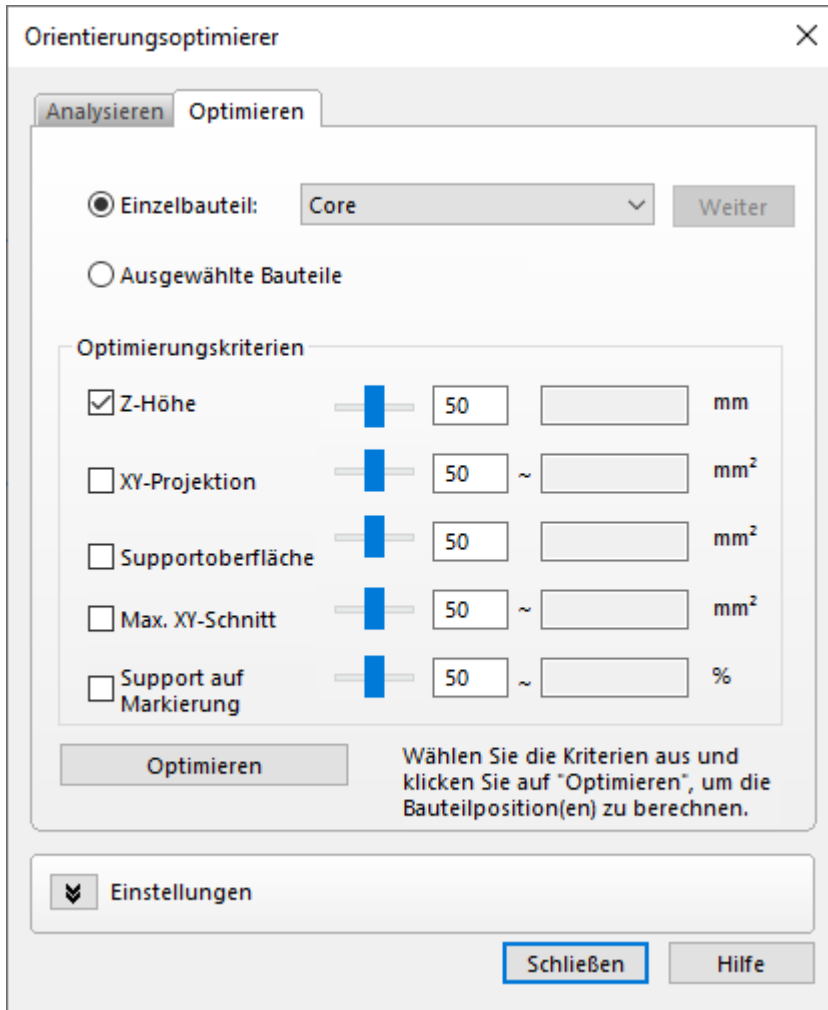 Orientierungsoptimierer
Analysieren Optimieren
Einzelbauteil: Core Weiter
Ausgewählte Bauteile
Optimierungskriterien
Z-Höhe 50 mm
XY-Projektion 50 ~ mm²
Supportoberfläche 50 mm²
Max. XY-Schnitt 50 ~ mm²
Support auf
Markierung 50 ~ %
Optimieren
Wählen Sie die Kriterien aus und
klicken Sie auf "Optimieren", um die
Bauteilposition(en) zu berechnen.
Einstellungen
Schließen Hilfe